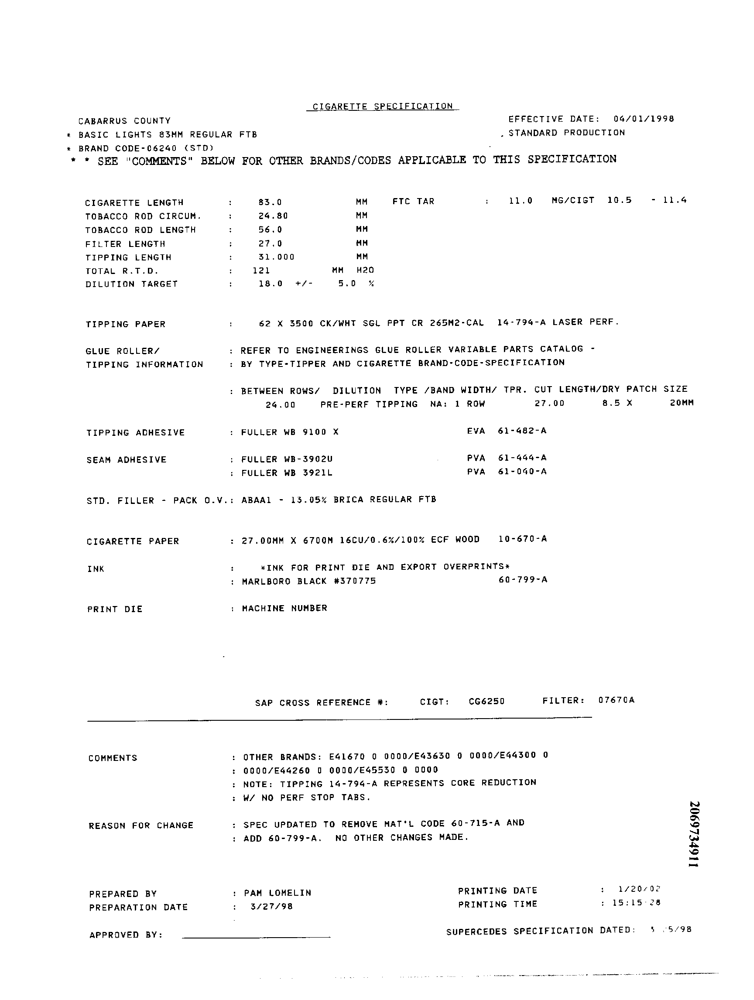 CIGARETTE SPECIFICATION
CABARRUS COUNTY EFFECTIVE DATE: 04/01/1998
* BASIC LIGHTS 83MM REGULAR FTB , STANDARD PRODUCTION
* BRAND CODE-06240 (STD)
* * SEE "COMMENTS" BELOW FOR OTHER BRANDS/CODES APPLICABLE TO THIS SPECIFICATION
CIGARETTE LENGTH : 83.0 MM FTC TAR : 11.0 MG/CIGT 10.5 - 11.4
TOBACCO ROD CIRCUM. : 24.80 MM
TOBACCO ROD LENGTH : 56.0 MM
FILTER LENGTH : 27.0 MM
TIPPING LENGTH : 31.000 MM
TOTAL R.T.D. : 121 MM H2O
DILUTION TARGET : 18.0 +/- 5.0 %
TIPPING PAPER : 62 X 3500 CK/WHT SGL PPT CR 265M2-CAL 14-794-A LASER PERF.
GLUE ROLLER/ : REFER TO ENGINEERINGS GLUE ROLLER VARIABLE PARTS CATALOG -
TIPPING INFORMATION : BY TYPE-TIPPER AND CIGARETTE BRAND-CODE-SPECIFICATION
: BETWEEN ROWS/ DILUTION TYPE /BAND WIDTH/ TPR. CUT LENGTH/DRY PATCH SIZE
24.00 PRE-PERF TIPPING NA: 1 ROW 27.00 8.5 X 20MM
TIPPING ADHESIVE : FULLER WB 9100 X EVA 61-482-A
SEAM ADHESIVE : FULLER WB-3902U PVA 61-444-A
: FULLER WB 3921L PVA 61-040-A
STD. FILLER - PACK O.V.: ABAA1 - 13.05% BRICA REGULAR FTB
CIGARETTE PAPER : 27.00MM X 6700M 16CU/0.6%/100% ECF WOOD 10-670-A
INK : *INK FOR PRINT DIE AND EXPORT OVERPRINTS*
: MARLBORO BLACK #370775 60-799-A
PRINT DIE : MACHINE NUMBER
SAP CROSS REFERENCE #: CIGT: CG6250 FILTER: 07670A
COMMENTS : OTHER BRANDS: E41670 0 0000/E43630 0 0000/E44300 0
: 0000/E44260 0 0000/E45530 0 0000
: NOTE: TIPPING 14-794-A REPRESENTS CORE REDUCTION
: W/ NO PERF STOP TABS.
REASON FOR CHANGE : SPEC UPDATED TO REMOVE MAT'L CODE 60-715-A AND
: ADD 60-799-A. NO OTHER CHANGES MADE.
2069734911
PREPARED BY : PAM LOMELIN PRINTING DATE : 1/20/02
PREPARATION DATE : 3/27/98 PRINTING TIME : 15:15:28
APPROVED BY: SUPERCEDES SPECIFICATION DATED: